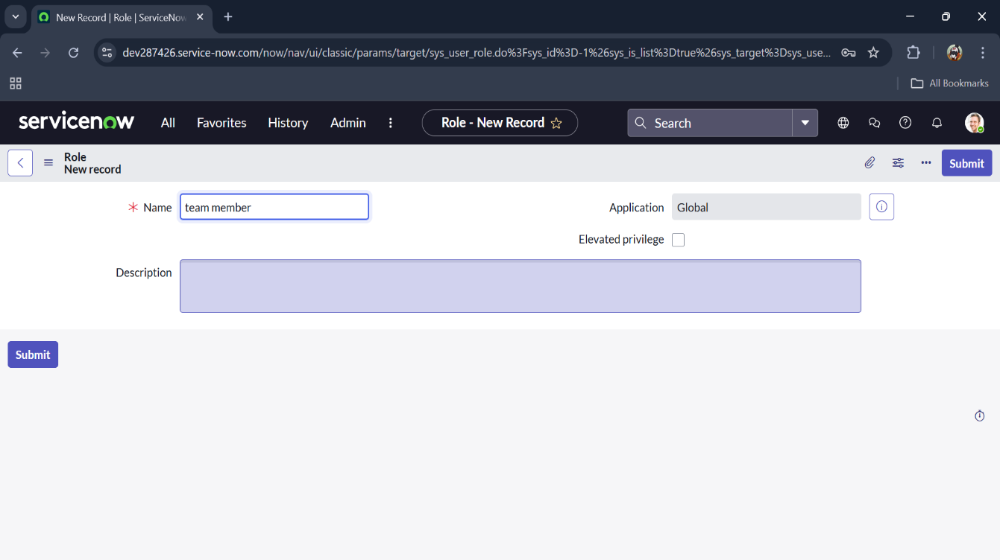 New Record | Role | ServiceNow
dev287426.service-now.com/now/nav/ui/classic/params/target/sys_user_role.do%3Fsys_id%3D-1%26sys_is_list%3Dtrue%26sys_target%3Dsys_use...
All Bookmarks
servicenow All Favorites History Admin Role - New Record Search
Role
New record
Submit
* Name team member Application Global
Elevated privilege
Description
Submit